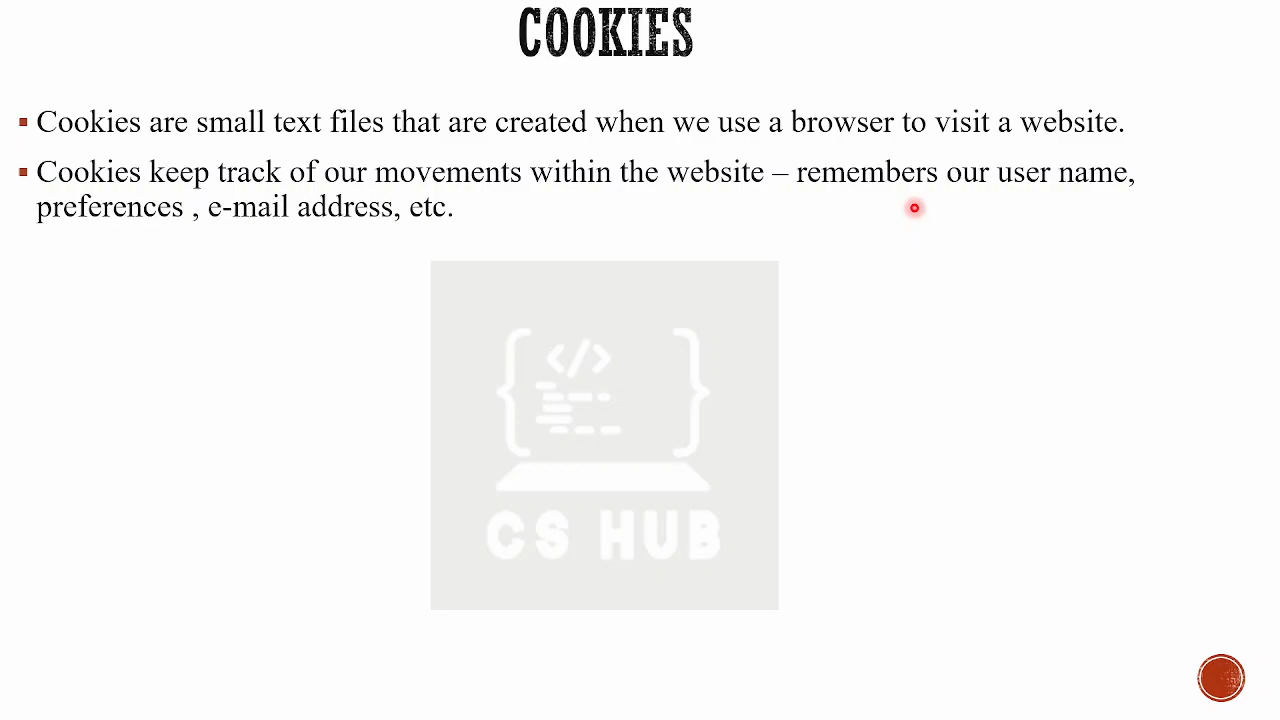 COOKIES
Cookies are small text files that are created when we use a browser to visit a website.
Cookies keep track of our movements within the website – remembers our user name,
preferences , e-mail address, etc.
</>
CS HUB